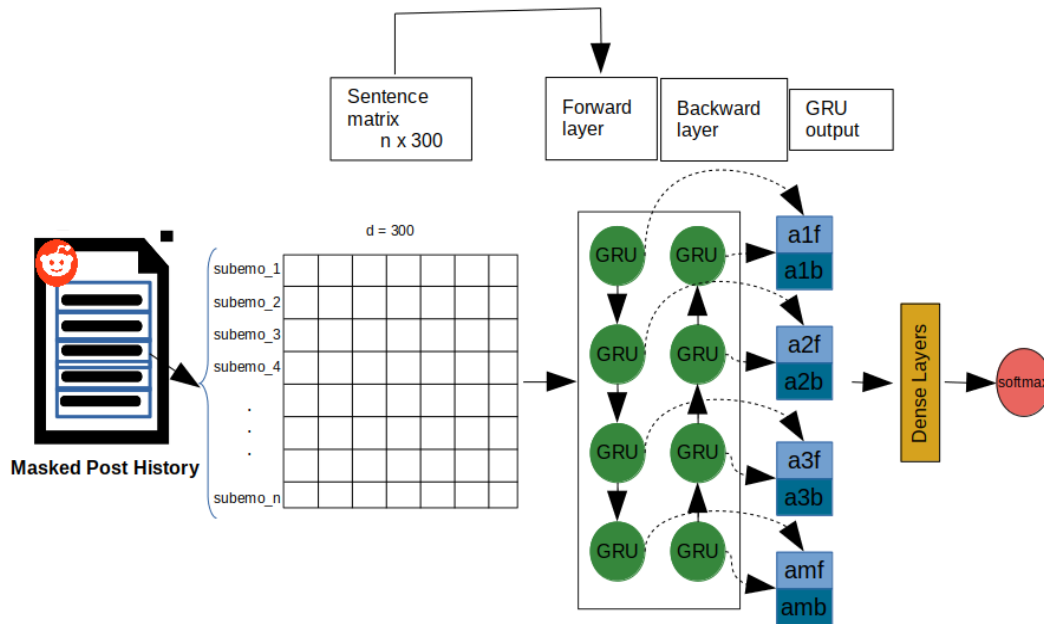 Sentence
matrix
n x 300
Forward
layer
Backward
layer
GRU
output
d = 300
subemo_1
subemo_2
subemo_3
subemo_4
.
.
.
subemo_n
Masked Post History
GRU
GRU
GRU
GRU
GRU
GRU
GRU
GRU
a1f
a1b
a2f
a2b
a3f
a3b
amf
amb
Dense Layers
softmax